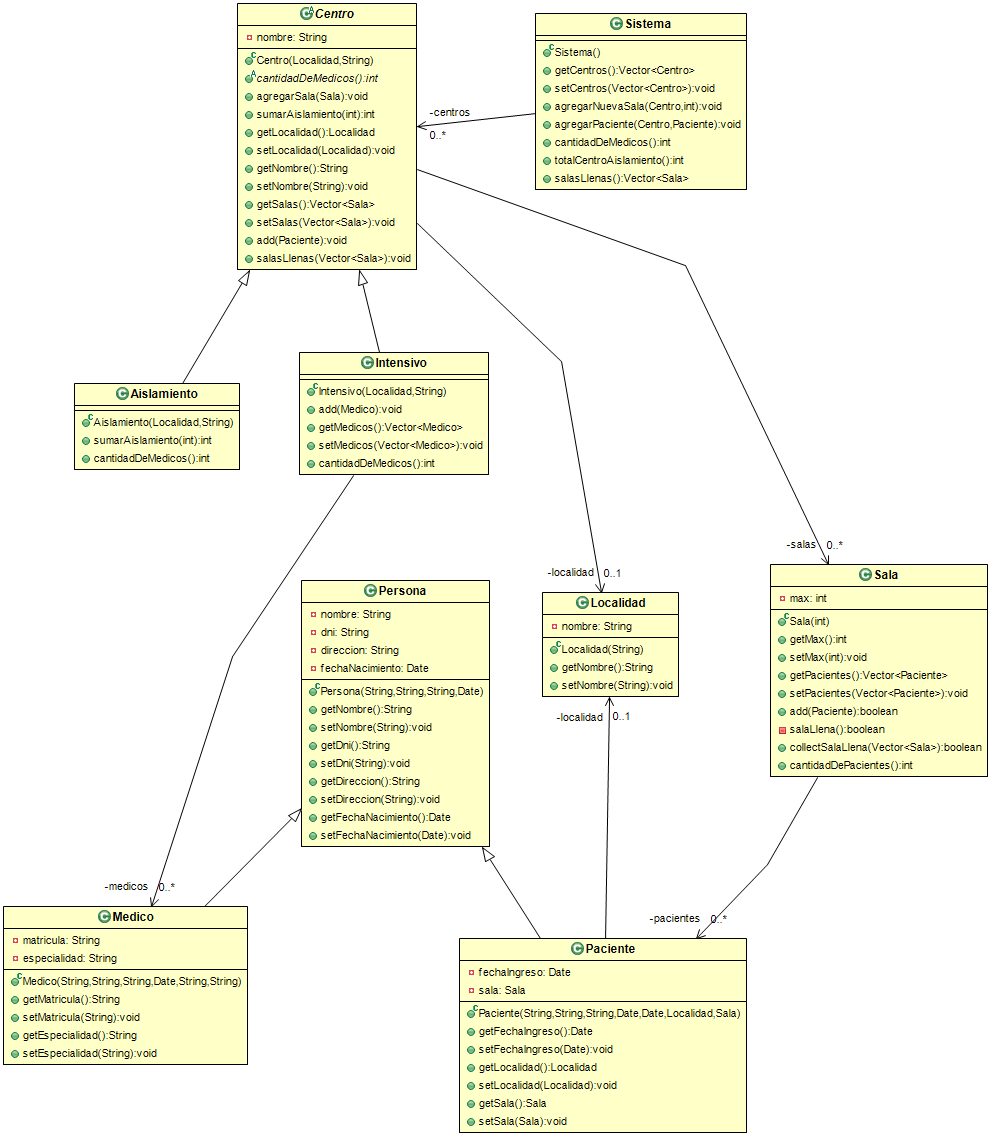 Centro
nombre: String
Centro(Localidad,String)
cantidadDeMedicos():int
agregarSala(Sala):void
sumarAislamiento(int):int
getLocalidad():Localidad
setLocalidad(Localidad):void
getNombre():String
setNombre(String):void
getSalas():Vector<Sala>
setSalas(Vector<Sala>):void
add(Paciente):void
salasLlenas(Vector<Sala>):void
Sistema
Sistema()
getCentros():Vector<Centro>
setCentros(Vector<Centro>):void
agregarNuevaSala(Centro,int):void
agregarPaciente(Centro,Paciente):void
cantidadDeMedicos():int
totalCentroAislamiento():int
salasLlenas():Vector<Sala>
-centros
0..*
Aislamiento
Aislamiento(Localidad,String)
sumarAislamiento(int):int
cantidadDeMedicos():int
Intensivo
Intensivo(Localidad,String)
add(Medico):void
getMedicos():Vector<Medico>
setMedicos(Vector<Medico>):void
cantidadDeMedicos():int
-salas 0..*
-localidad 0..1
Persona
nombre: String
dni: String
direccion: String
fechaNacimiento: Date
Persona(String,String,String,Date)
getNombre():String
setNombre(String):void
getDni():String
setDni(String):void
getDireccion():String
setDireccion(String):void
getFechaNacimiento():Date
setFechaNacimiento(Date):void
Localidad
nombre: String
Localidad(String)
getNombre():String
setNombre(String):void
-localidad 0..1
Sala
max: int
Sala(int)
getMax():int
setMax(int):void
getPacientes():Vector<Paciente>
setPacientes(Vector<Paciente>):void
add(Paciente):boolean
salaLlena():boolean
collectSalaLlena(Vector<Sala>):boolean
cantidadDePacientes():int
-medicos 0..*
-pacientes 0..*
Medico
matricula: String
especialidad: String
Medico(String,String,String,Date,String,String)
getMatricula():String
setMatricula(String):void
getEspecialidad():String
setEspecialidad(String):void
Paciente
fechaIngreso: Date
sala: Sala
Paciente(String,String,String,Date,Date,Localidad,Sala)
getFechaIngreso():Date
setFechaIngreso(Date):void
getLocalidad():Localidad
setLocalidad(Localidad):void
getSala():Sala
setSala(Sala):void